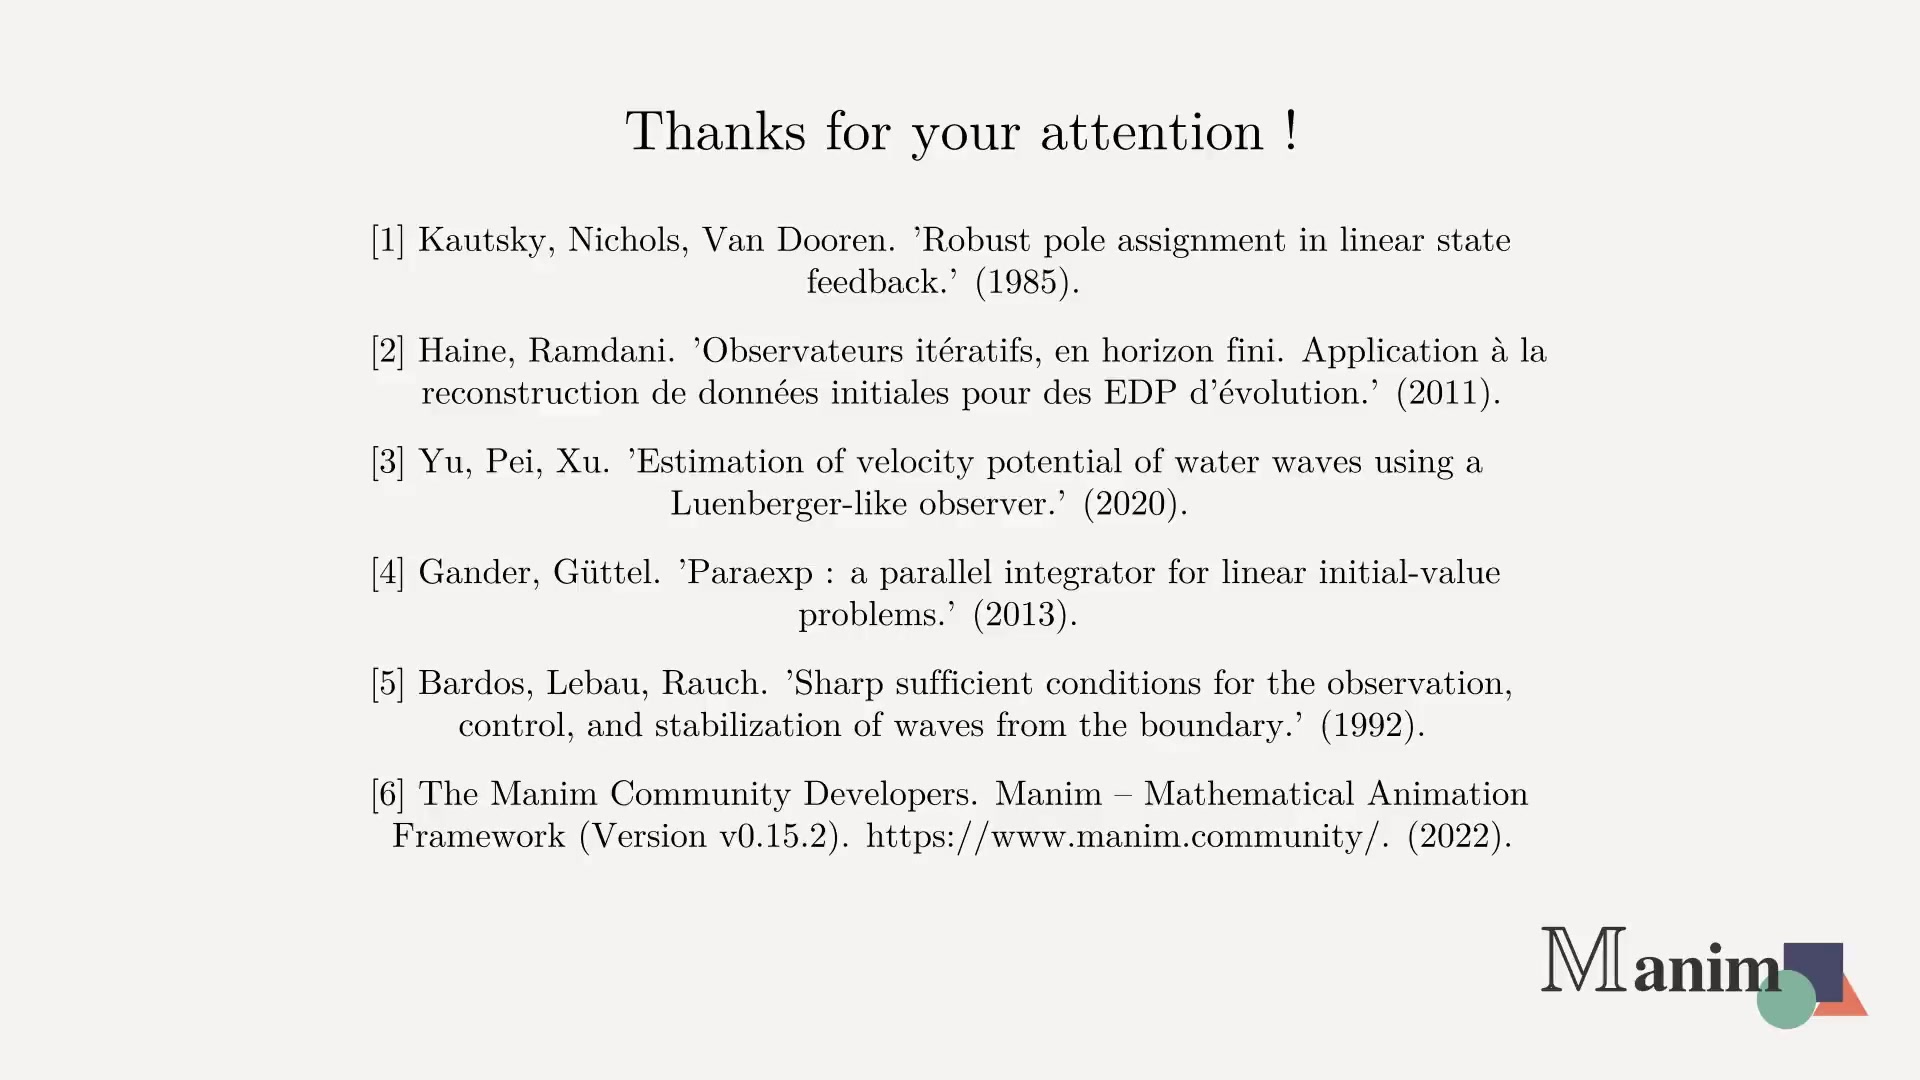 Thanks for your attention !
[1] Kautsky, Nichols, Van Dooren. ’Robust pole assignment in linear state
feedback.’ (1985).
[2] Haine, Ramdani. ’Observateurs itératifs, en horizon fini. Application à la
reconstruction de données initiales pour des EDP d’évolution.’ (2011).
[3] Yu, Pei, Xu. ’Estimation of velocity potential of water waves using a
Luenberger-like observer.’ (2020).
[4] Gander, Güttel. ’Paraexp : a parallel integrator for linear initial-value
problems.’ (2013).
[5] Bardos, Lebau, Rauch. ’Sharp sufficient conditions for the observation,
control, and stabilization of waves from the boundary.’ (1992).
[6] The Manim Community Developers. Manim – Mathematical Animation
Framework (Version v0.15.2). https://www.manim.community/. (2022).
𝕄anim